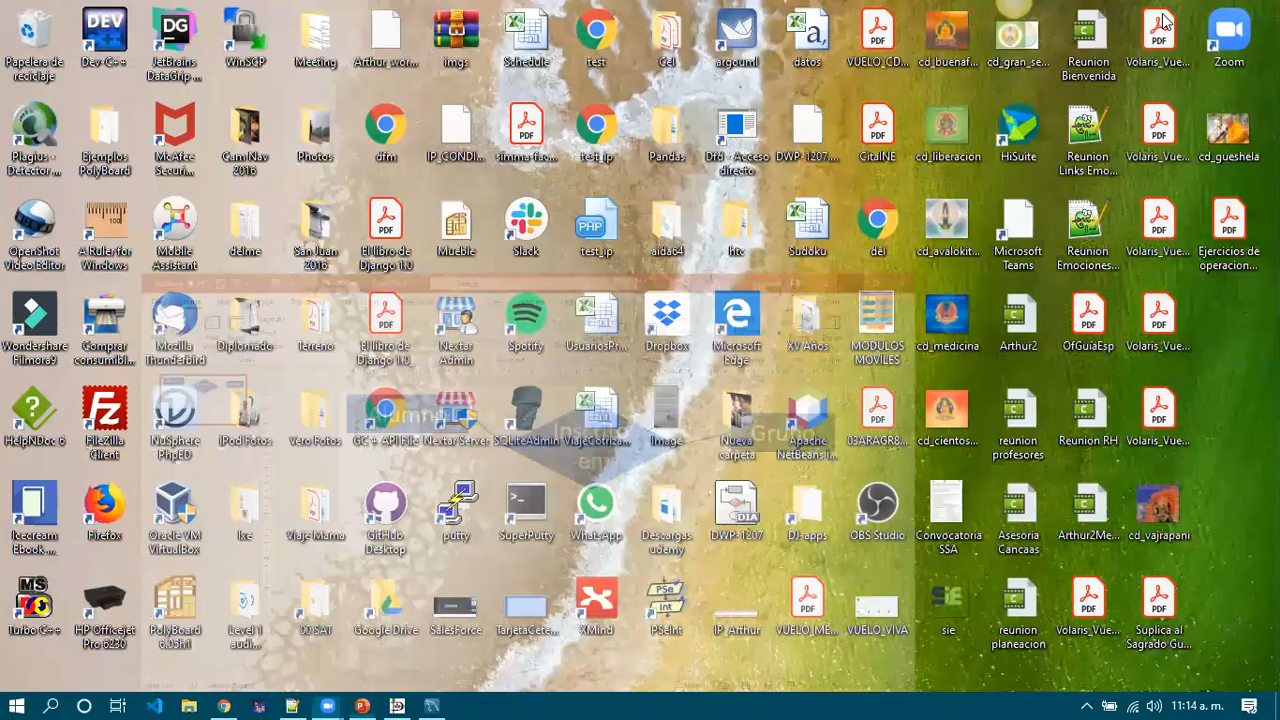 Papelera de reciclaje
Dev C++
JetBrains DataGrip ...
WinSCP
Meeting
Arthur wor...
imgs
Schedule
test
Cel
argouml
datos
VUELO_CD...
cd_buenaf...
cd_gran_se...
Reunion Bienvenida
Volaris_Vue...
Zoom
Plagius - Detector ...
Ejemplos PolyBoard
McAfee Securi...
Cam Nav 2016
Photos
dfm
IP_CONDI...
simma-fac...
test_ip
Pandas
Dfd - Acceso directo
DWP-1207....
CitaINE
cd_liberacion
HiSuite
Reunion Links Emo...
Volaris_Vue...
cd_gueshela
OpenShot Video Editor
A Ruler for Windows
Mobile Assistant
delme
San Juan 2016
El libro de Django 1.0
Mueble
Slack
test_ip
aida64
htc
Sudoku
del
cd_avalokit...
Microsoft Teams
Reunion Emociones...
Volaris_Vue...
Ejercicios de operacion...
Wondershare Filmora9
Comprar consumibl...
Mozilla Thunderbird
Diplomado
Terreno
El libro de Django 1.0_
Nextar Admin
Spotify
UsuariosPr...
Dropbox
Microsoft Edge
XV Años
MODULOS MOVILES
cd_medicina
Arthur2
OfGuiaEsp
Volaris_Vue...
HelpNDoc 6
FileZilla Client
NuSphere PhpED
iPod Fotos
Vero Fotos
GC + API File
Nextar Server
SQLiteAdmin
ViajeCotiza...
Image
Nueva carpeta
Apache NetBeans I...
03ARAGR8...
cd_cientos...
reunion profesores
Reunion RH
Volaris_Vue...
Icecream Ebook ...
Firefox
Oracle VM VirtualBox
Ixe
Viaje Mama
GitHub Desktop
putty
SuperPutty
WhatsApp
Descargas udemy
DWP-1207
DJ-apps
OBS Studio
Convocatoria SSA
Asesoria Cancaas
Arthur2Me...
cd_vajrapani
Turbo C++
HP Officejet Pro 6230
PolyBoard 6.05h1
Level 1 audi...
00 SAT
Google Drive
SalesForce
TarjetaCete...
XMind
PSeInt
IP_Arthur
VUELO_ME...
VUELO_VIVA
sie
reunion planeacion
Volaris_Vue...
Suplica al Sagrado Gu...
11:14 a. m.